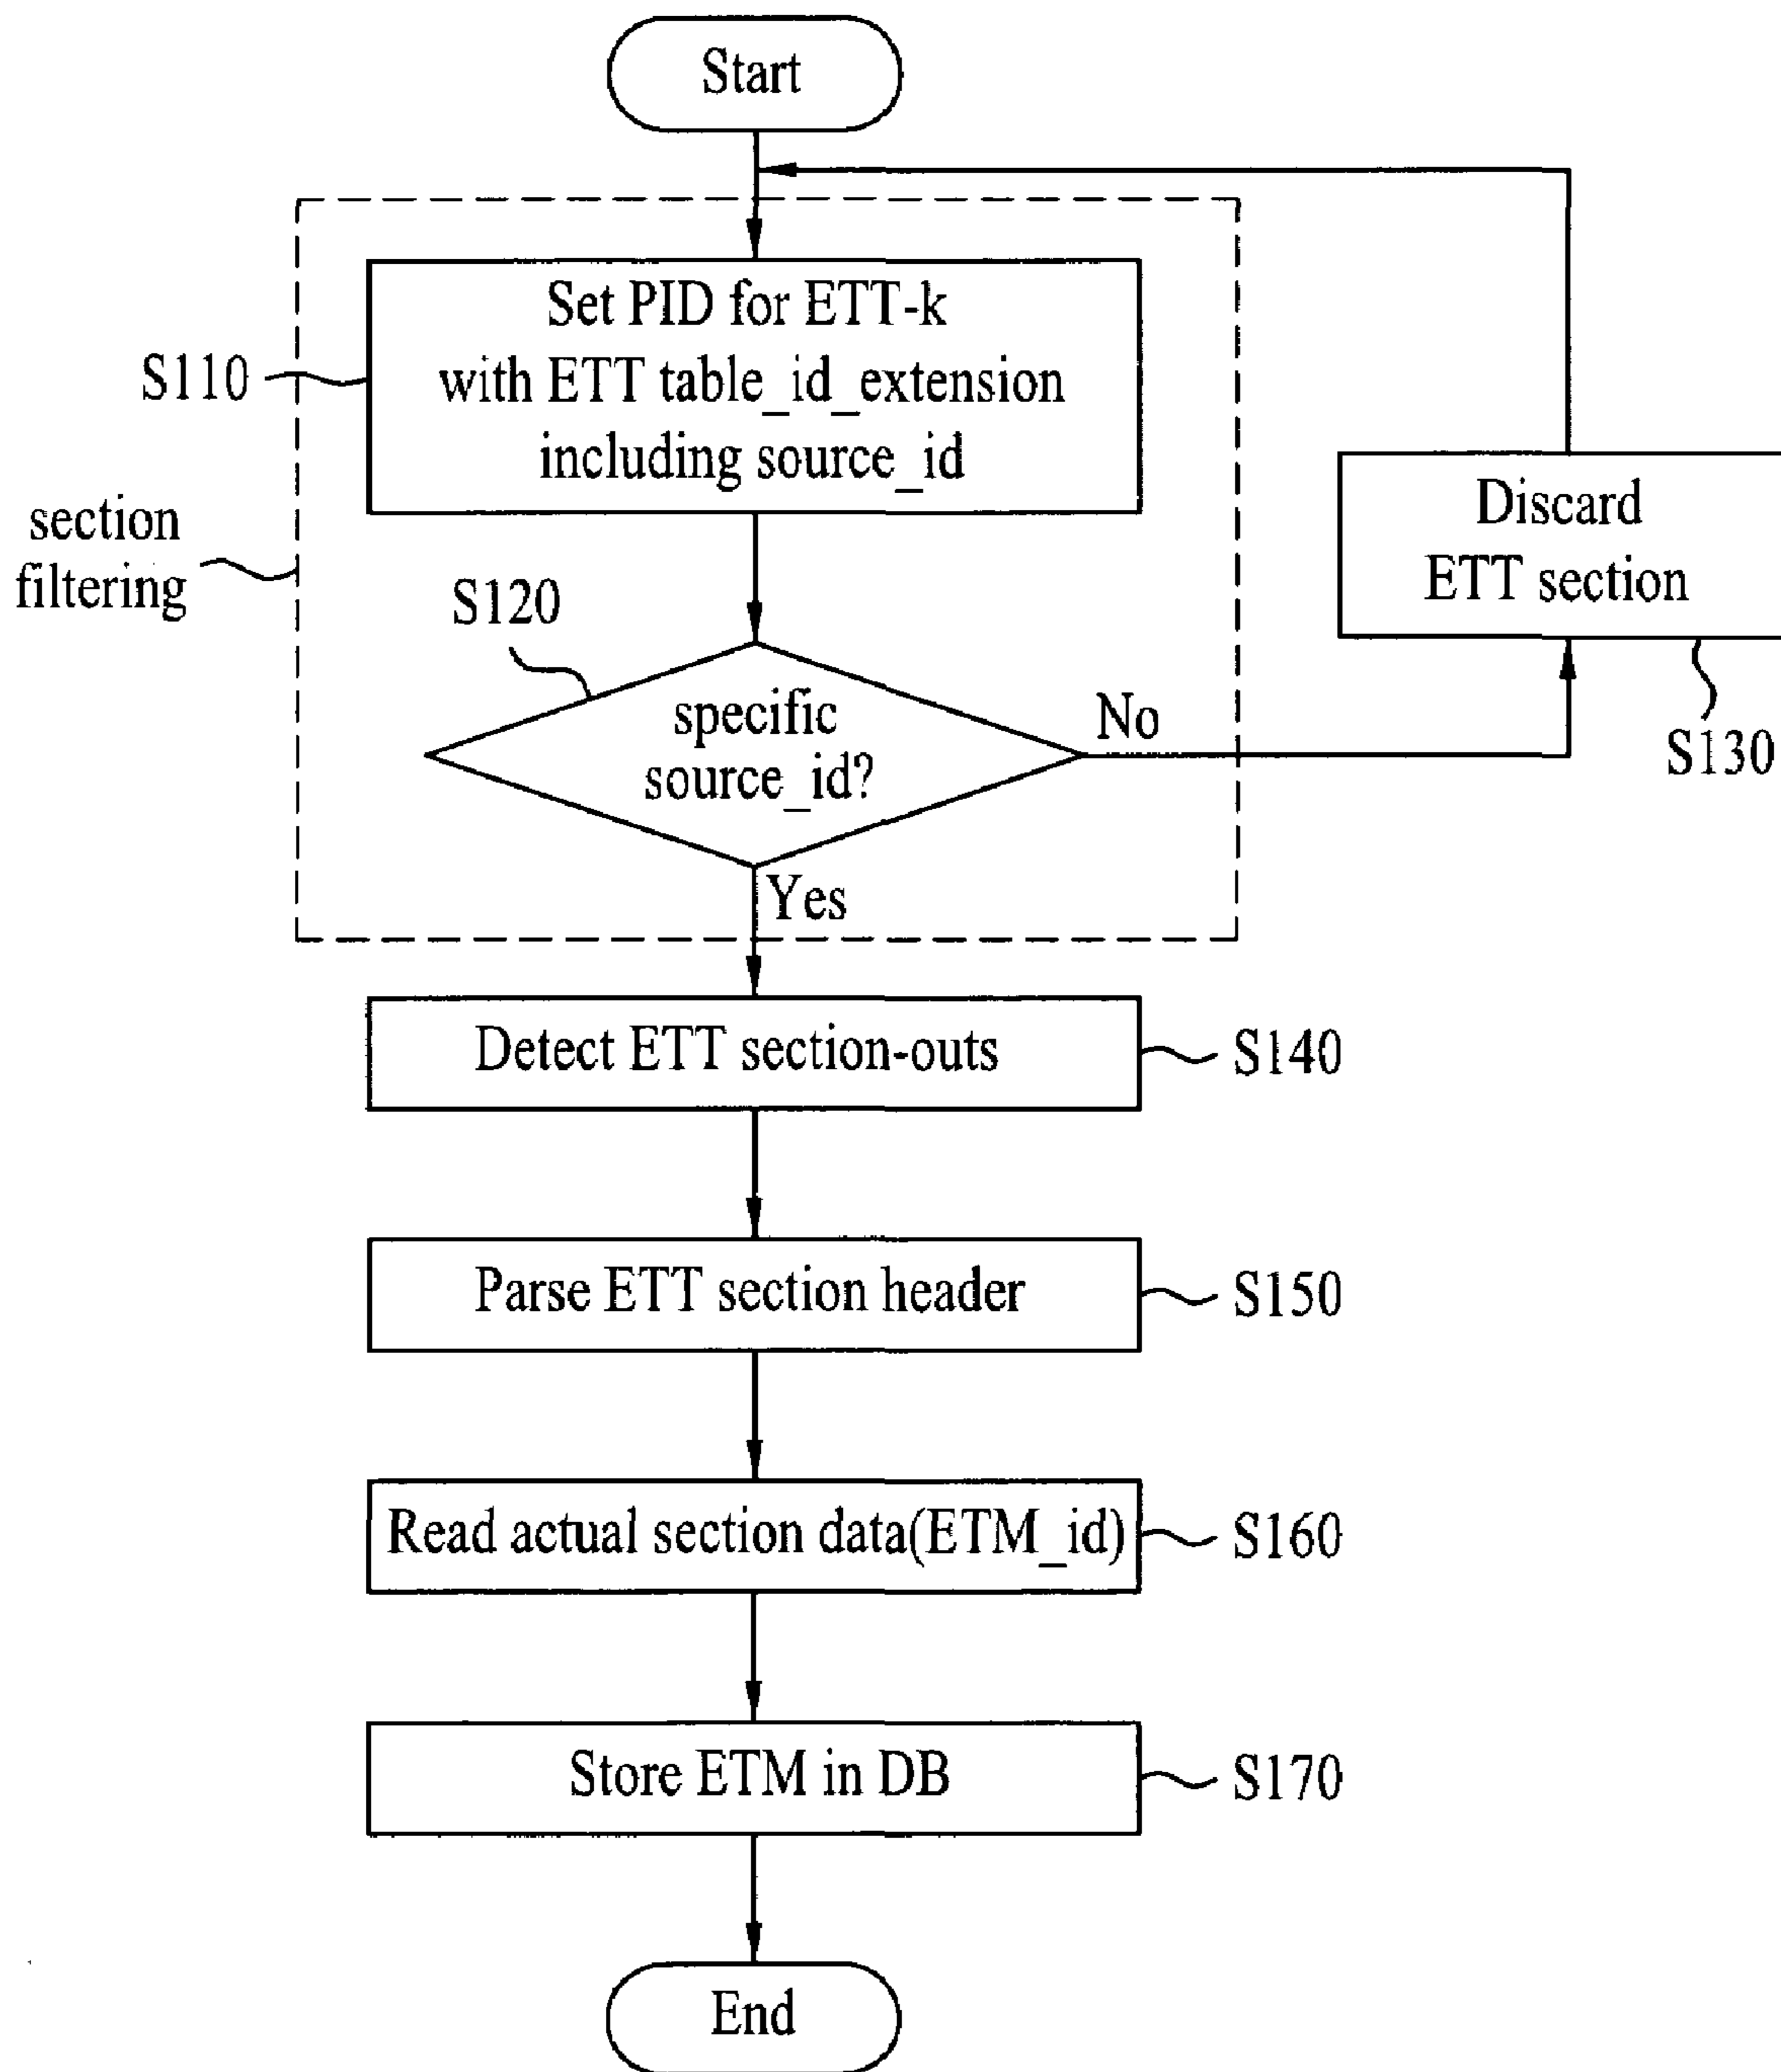 Start
Set PID for ETT-k
with ETT table_id_extension
including source_id
S110
section
filtering
Discard
ETT section
S120
specific
source_id?
No
S130
Yes
Detect ETT section-outs
S140
Parse ETT section header
S150
Read actual section data(ETM_id)
S160
Store ETM in DB
S170
End